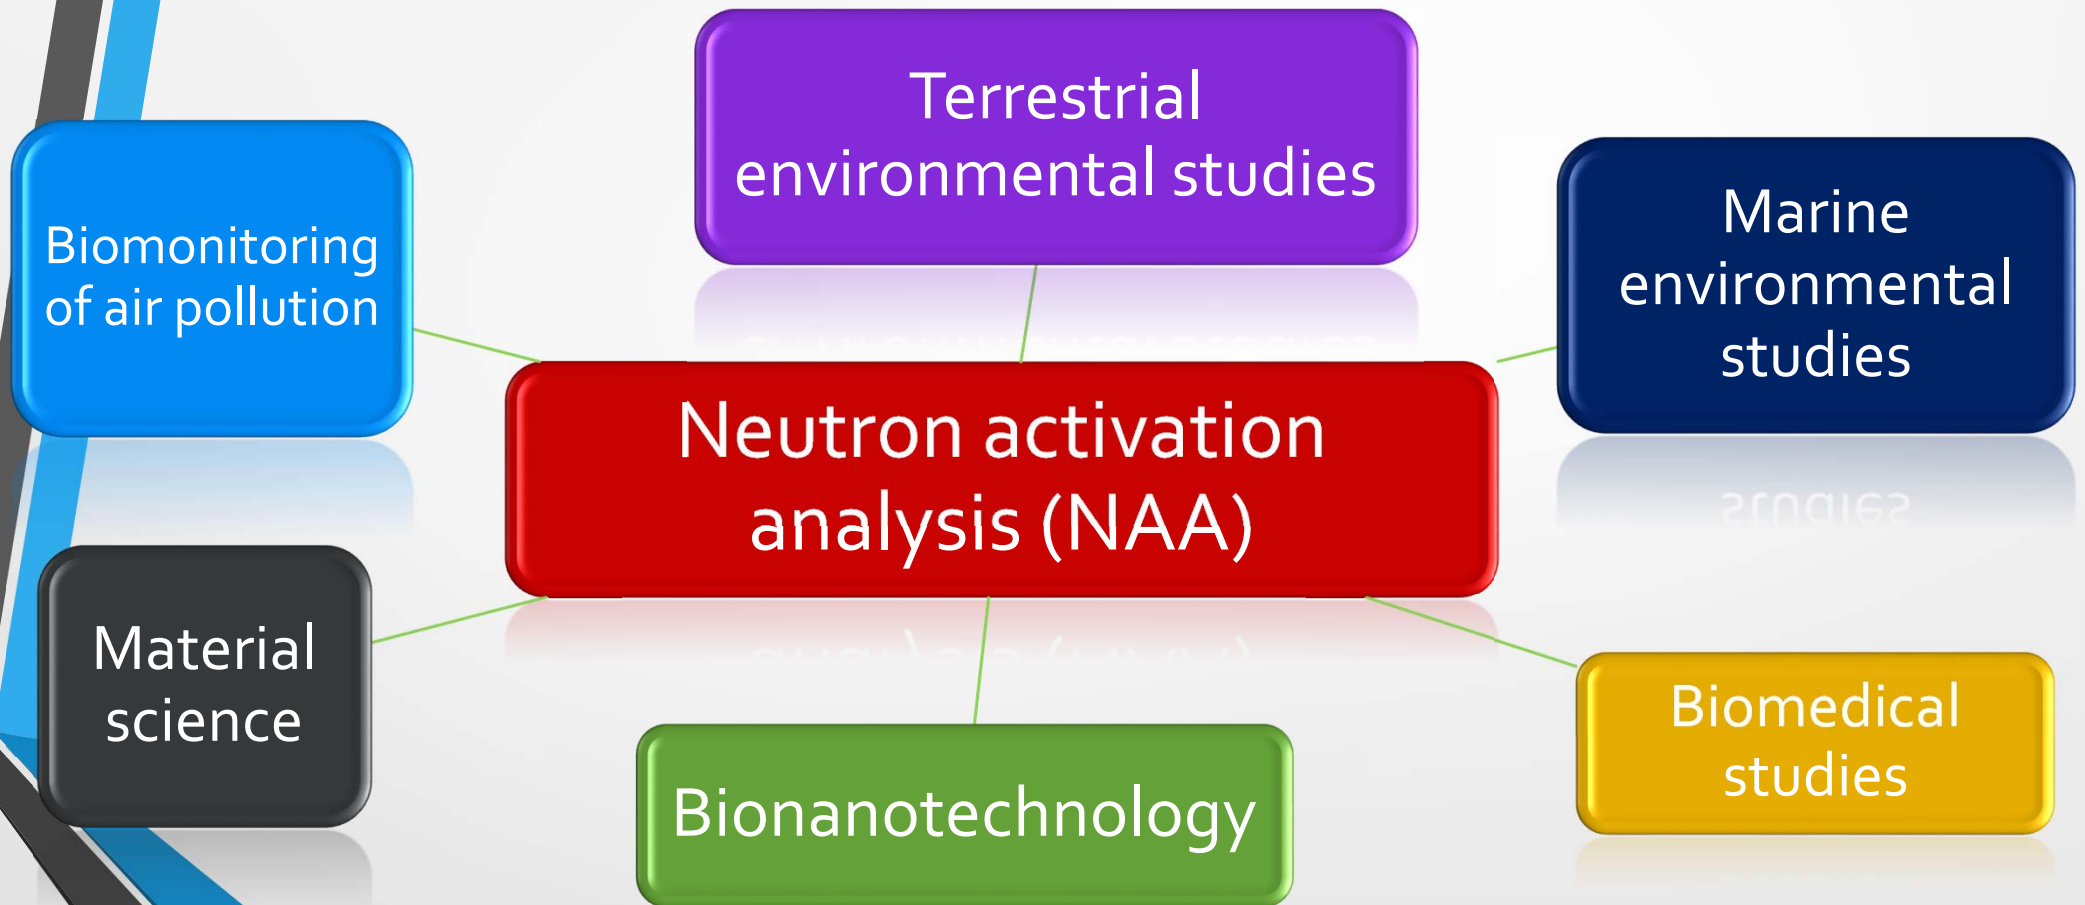 Terrestrial
environmental studies
Biomonitoring
of air pollution
Marine
environmental
studies
Neutron activation
analysis (NAA)
Material
science
Bionanotechnology
Biomedical
studies